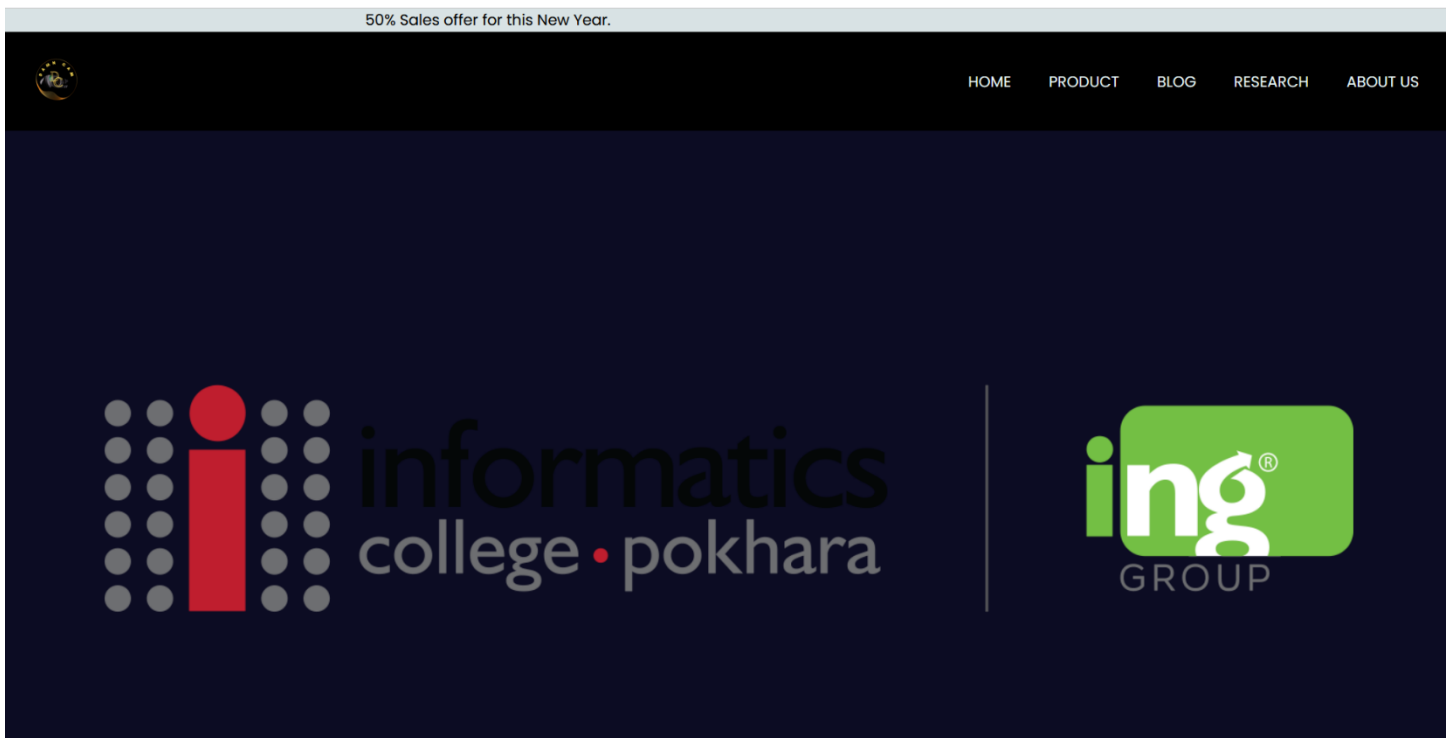 50% Sales offer for this New Year.
HOME PRODUCT BLOG RESEARCH ABOUT US
informatics
college • pokhara
ing®
GROUP